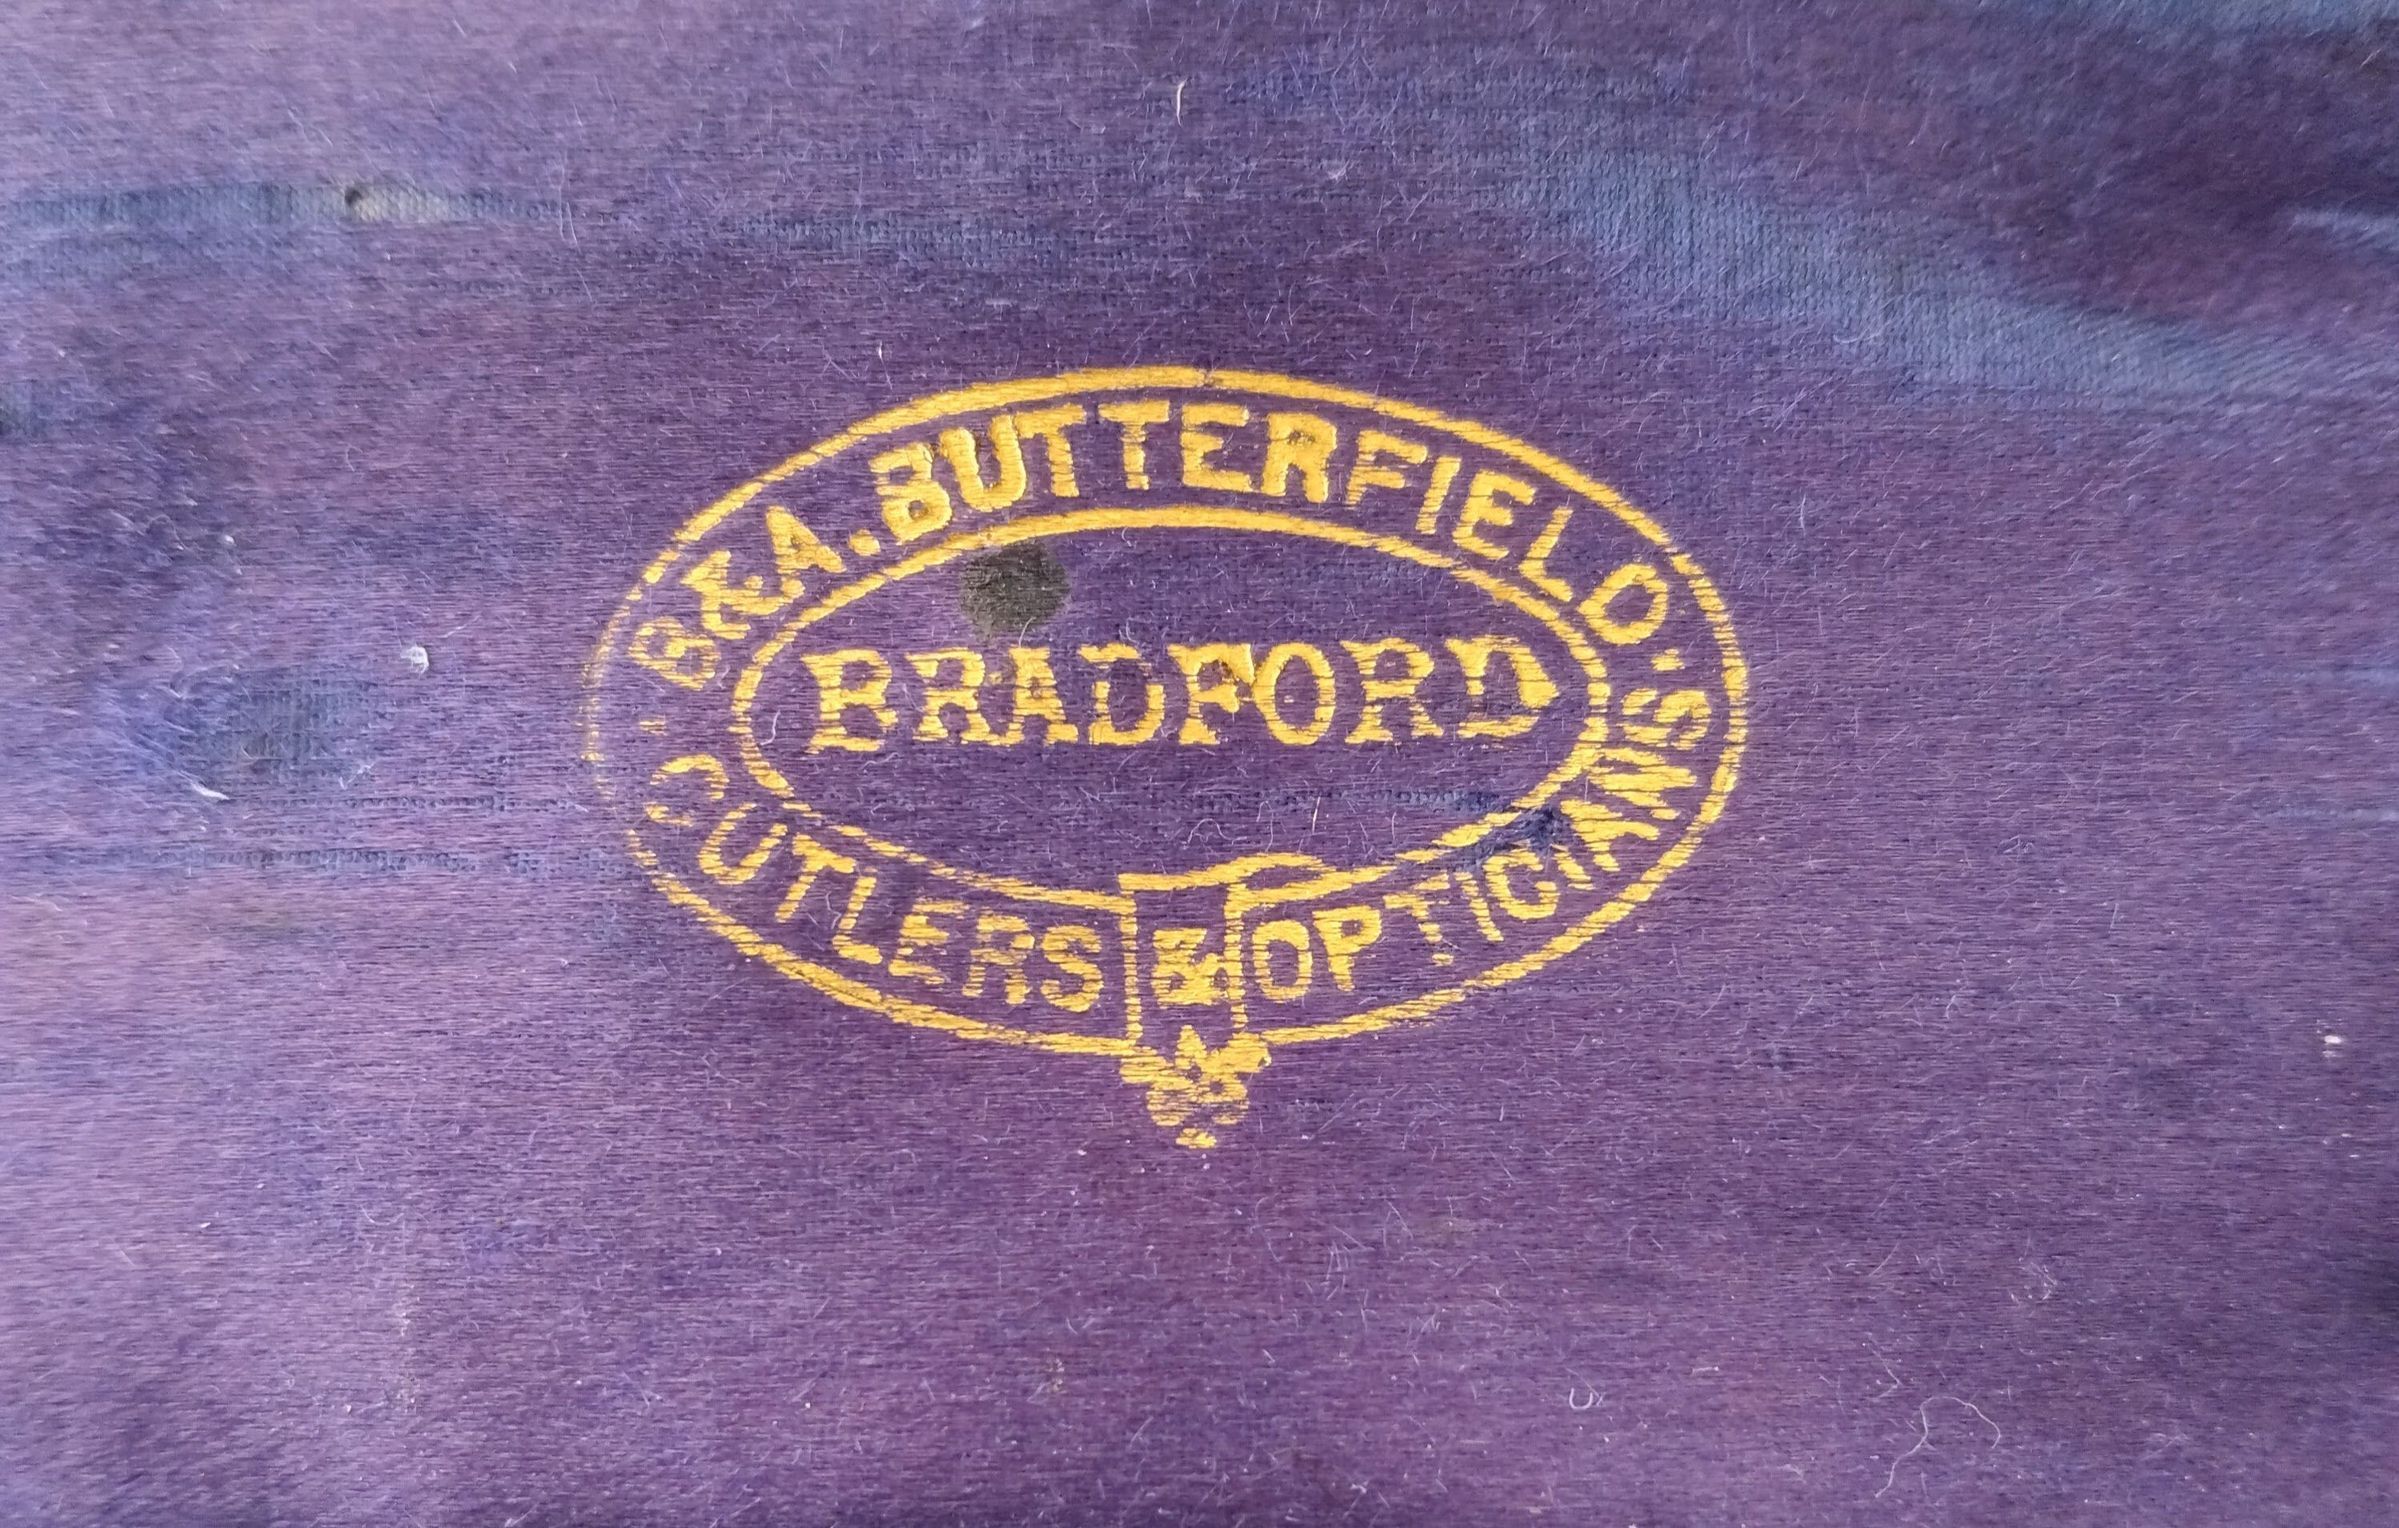 B & A. BUTTERFIELD.
BRADFORD
CUTLERS & OPTICIANS